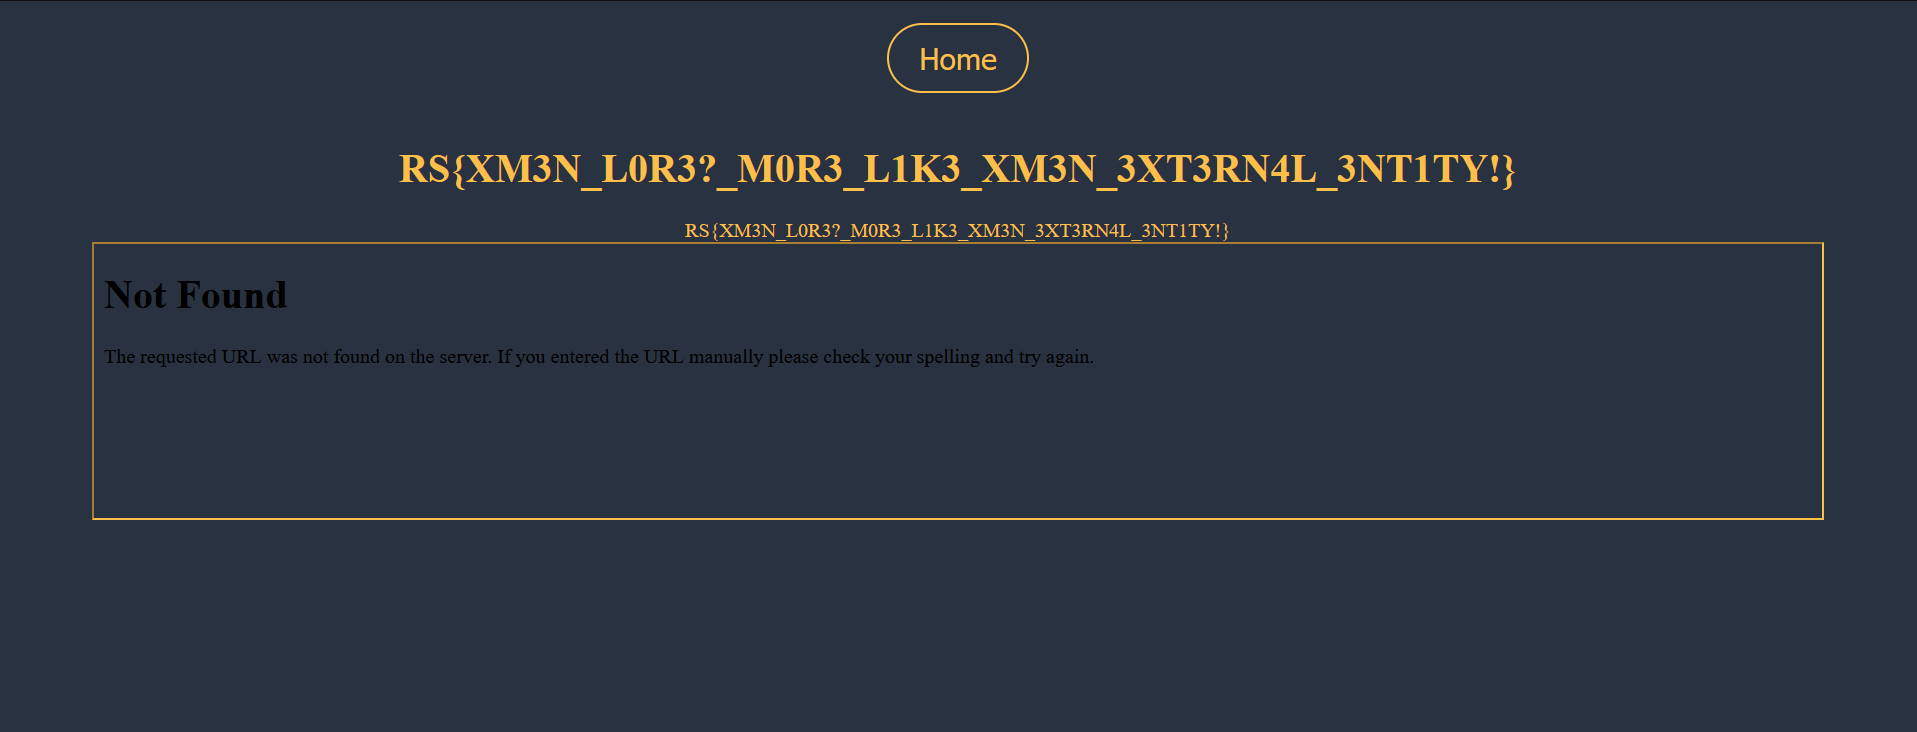 Home
RS{XM3N_L0R3?_M0R3_L1K3_XM3N_3XT3RN4L_3NT1TY!}
RS{XM3N_L0R3?_M0R3_L1K3_XM3N_3XT3RN4L_3NT1TY!}
Not Found
The requested URL was not found on the server. If you entered the URL manually please check your spelling and try again.